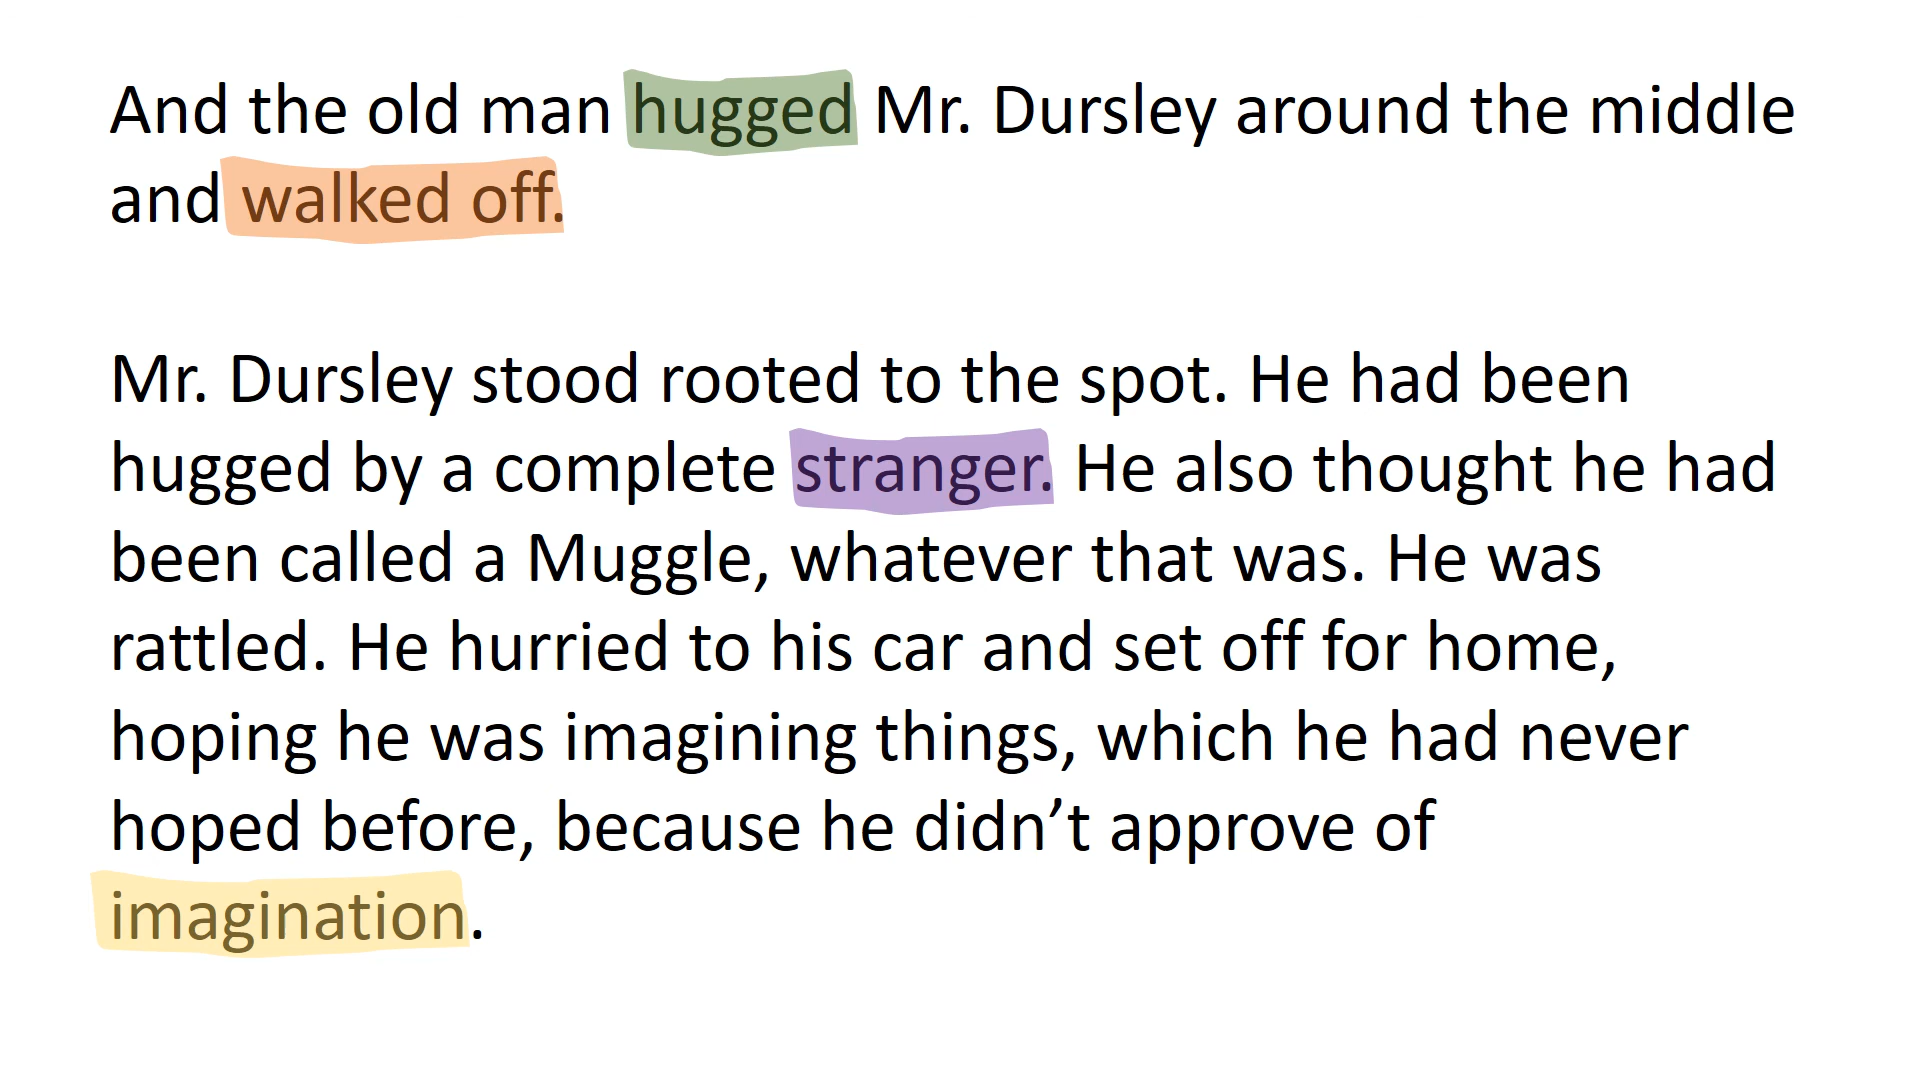 And the old man hugged Mr. Dursley around the middle
and walked off.
Mr. Dursley stood rooted to the spot. He had been
hugged by a complete stranger. He also thought he had
been called a Muggle, whatever that was. He was
rattled. He hurried to his car and set off for home,
hoping he was imagining things, which he had never
hoped before, because he didn’t approve of
imagination.